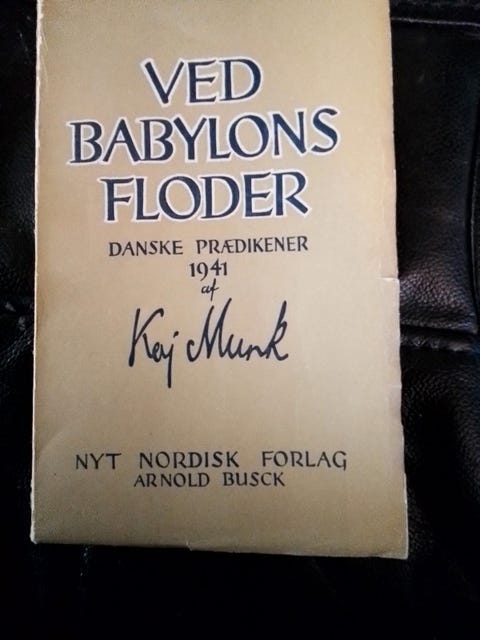 VED
BABYLONS
FLODER
DANSKE PRÆDIKENER
1941
af
Kaj Munk
NYT NORDISK FORLAG
ARNOLD BUSCK